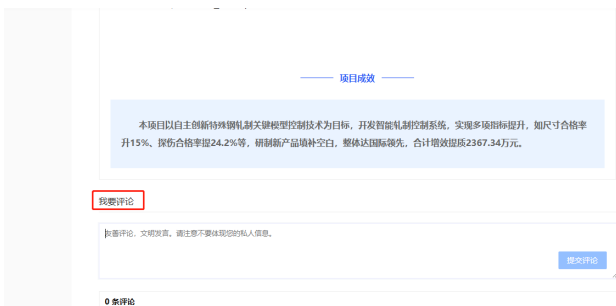 项目成效
本项目以自主创新特殊钢轧制关键模型控制技术为目标，开发智能轧制控制系统，实现多项指标提升，如尺寸合格率
升15%、探伤合格率提24.2%等，研制新产品填补空白，整体达国际领先，合计增效提质2367.34万元。
我要评论
友善评论，文明发言。请注意不要体现您的私人信息。
提交评论
0 条评论